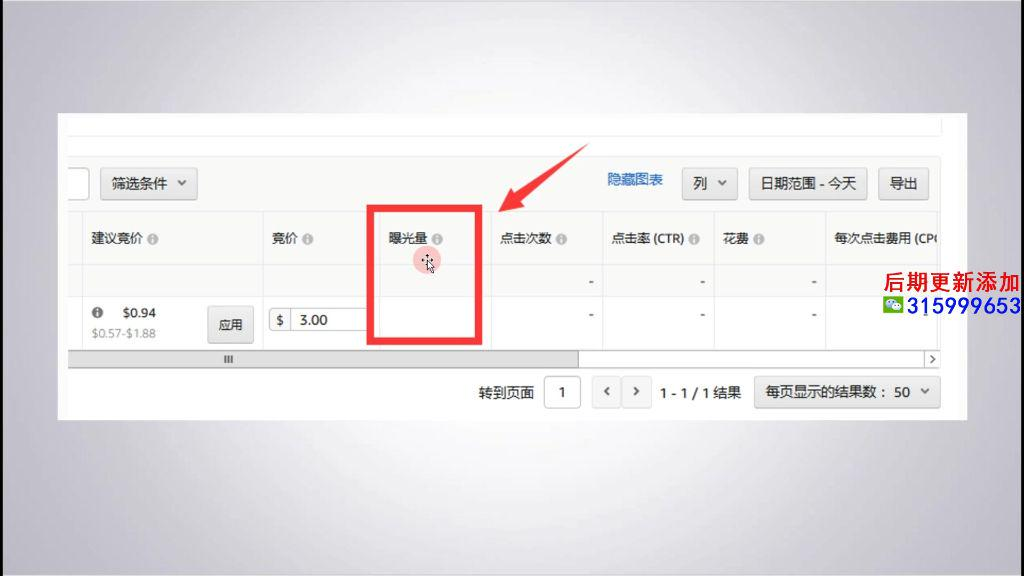 筛选条件
隐藏图表
列
日期范围 - 今天
导出
建议竞价
竞价
曝光量
点击次数
点击率 (CTR)
花费
每次点击费用 (CPC
-
-
-
$0.94
$0.57-$1.88
应用
$ 3.00
-
-
-
后期更新添加
315999653
转到页面 1
1 - 1 / 1 结果
每页显示的结果数： 50